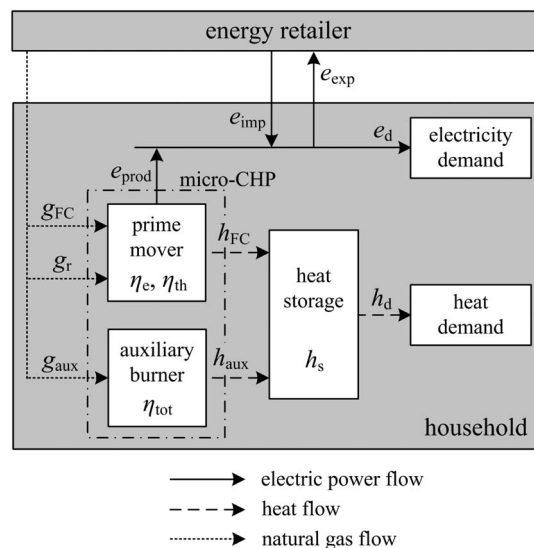 energy retailer
e_exp
e_imp
e_d
electricity
demand
e_prod
micro-CHP
g_FC
prime
mover
η_e, η_th
h_FC
g_r
heat
storage
h_s
h_d
heat
demand
g_aux
auxiliary
burner
η_tot
h_aux
household
electric power flow
heat flow
natural gas flow